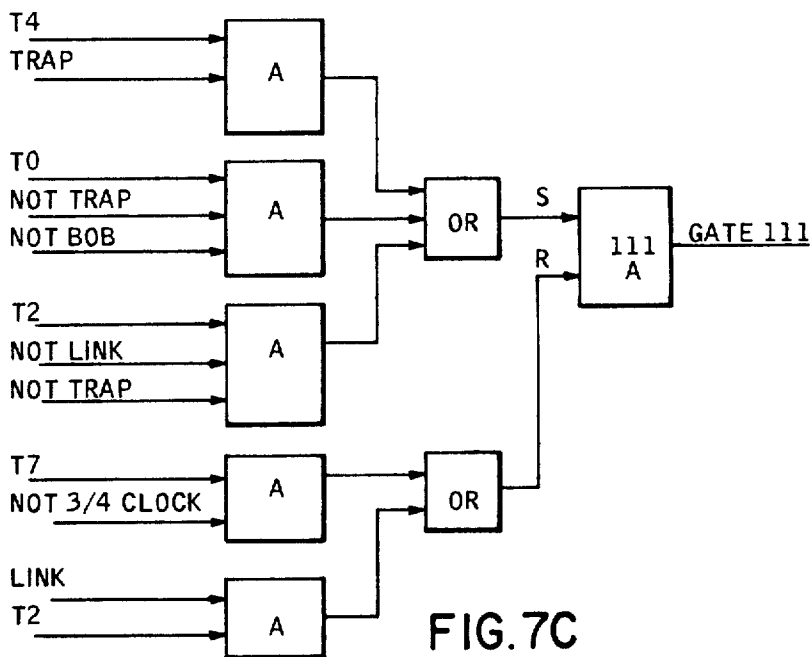 T4
TRAP
A
T0
NOT TRAP
NOT BOB
A
OR
S
R
111
A
GATE 111
T2
NOT LINK
NOT TRAP
A
T7
NOT 3/4 CLOCK
A
OR
LINK
T2
A
FIG.7C